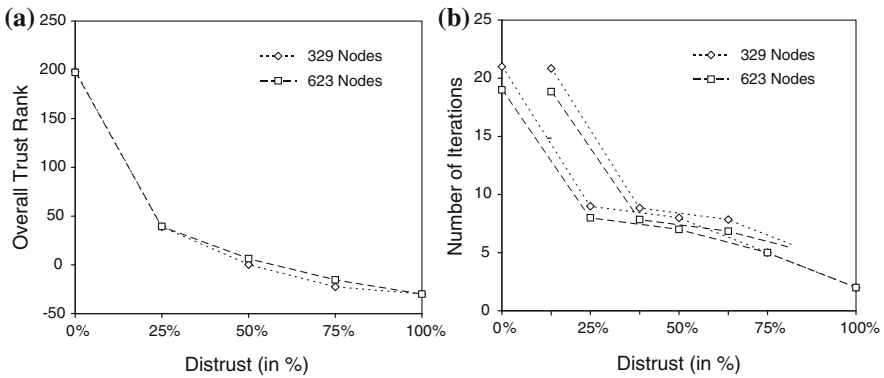 (a)
250
200
150
100
50
0
-50
Overall Trust Rank
329 Nodes
623 Nodes
0% 25% 50% 75% 100%
Distrust (in %)
(b)
25
20
15
10
5
0
Number of Iterations
329 Nodes
623 Nodes
0% 25% 50% 75% 100%
Distrust (in %)